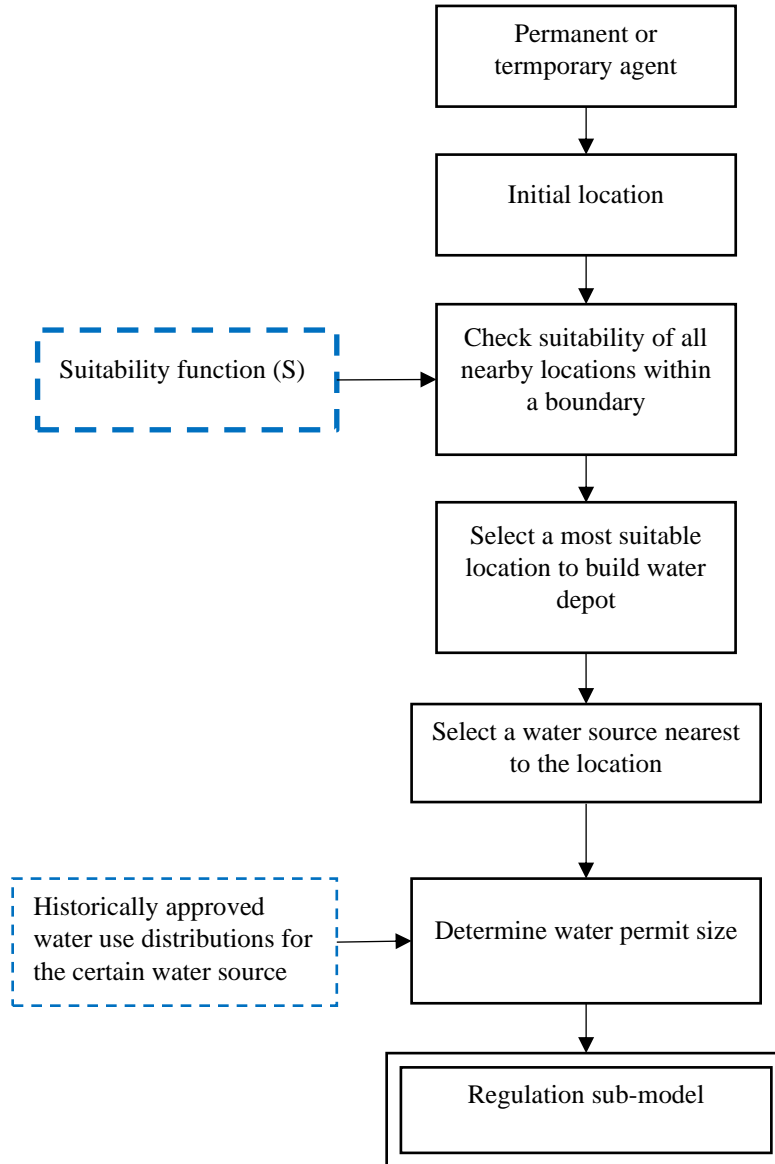 Permanent or
termporary agent
Initial location
Suitability function (S)
Check suitability of all
nearby locations within
a boundary
Select a most suitable
location to build water
depot
Select a water source nearest
to the location
Historically approved
water use distributions for
the certain water source
Determine water permit size
Regulation sub-model